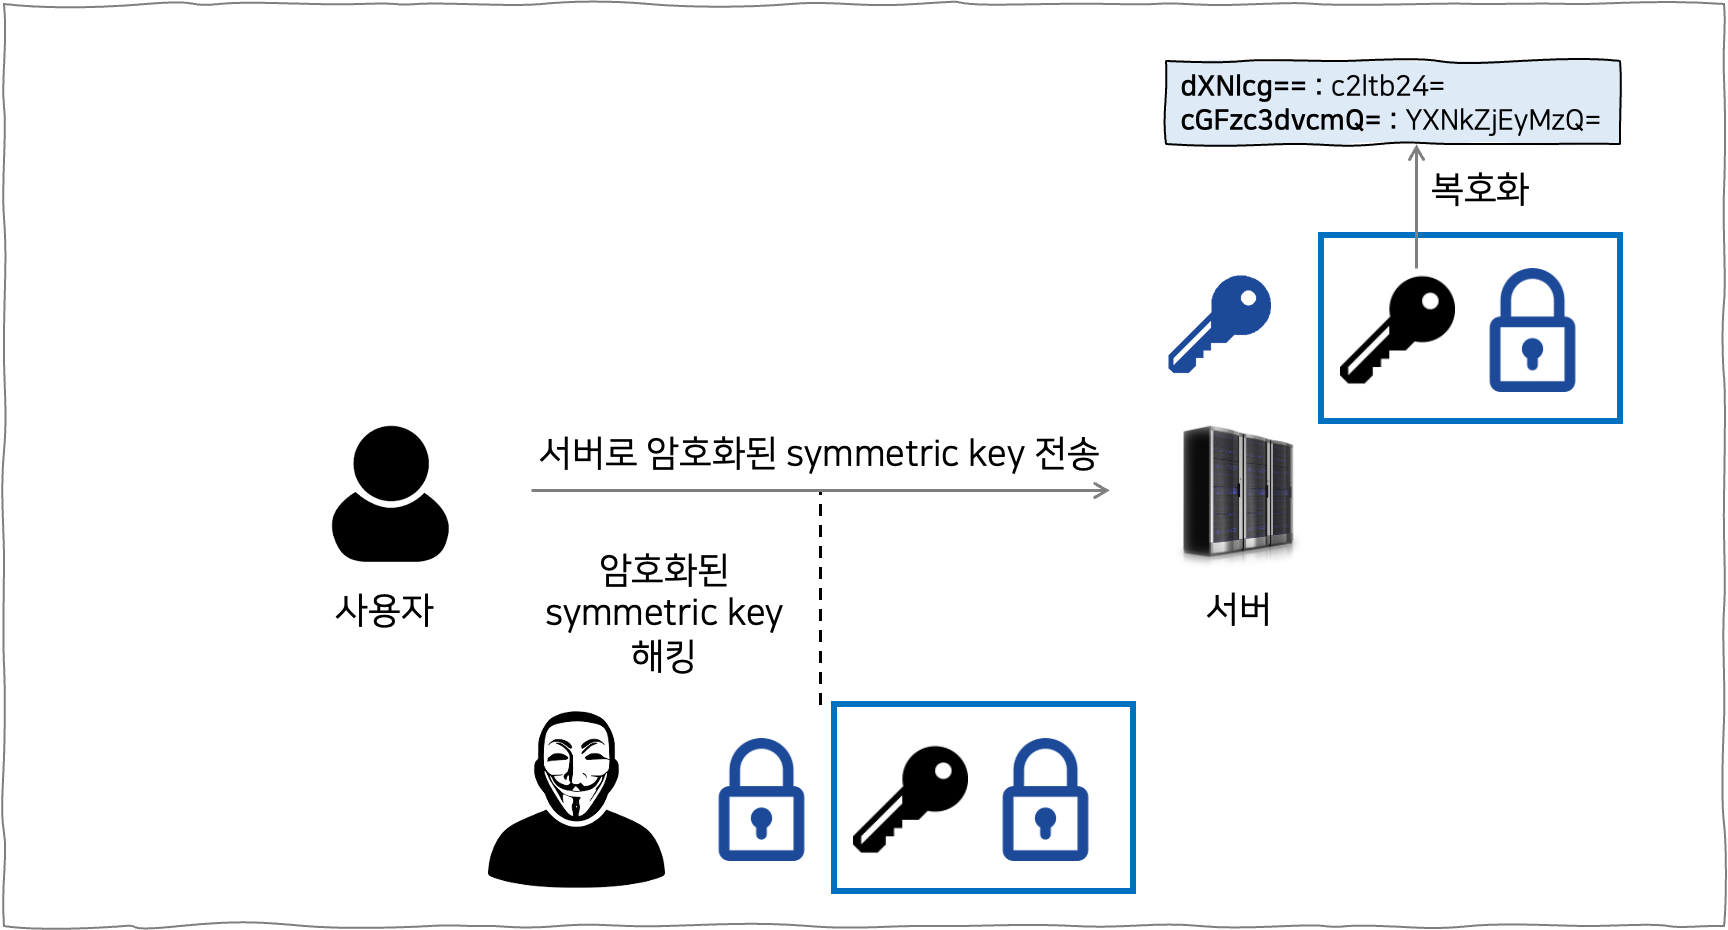 dXNlcg== : c2ltb24=
cGFzc3dvcmQ= : YXNkZjEyMzQ=
복호화
서버로 암호화된 symmetric key 전송
암호화된
symmetric key
해킹
사용자
서버